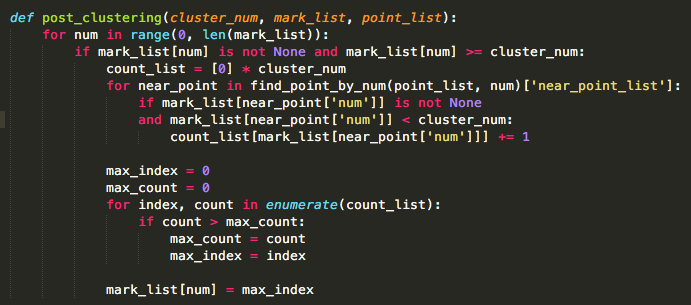 def post_clustering(cluster_num, mark_list, point_list):
    for num in range(0, len(mark_list)):
        if mark_list[num] is not None and mark_list[num] >= cluster_num:
            count_list = [0] * cluster_num
            for near_point in find_point_by_num(point_list, num)['near_point_list']:
                if mark_list[near_point['num']] is not None
                and mark_list[near_point['num']] < cluster_num:
                    count_list[mark_list[near_point['num']]] += 1

            max_index = 0
            max_count = 0
            for index, count in enumerate(count_list):
                if count > max_count:
                    max_count = count
                    max_index = index

            mark_list[num] = max_index